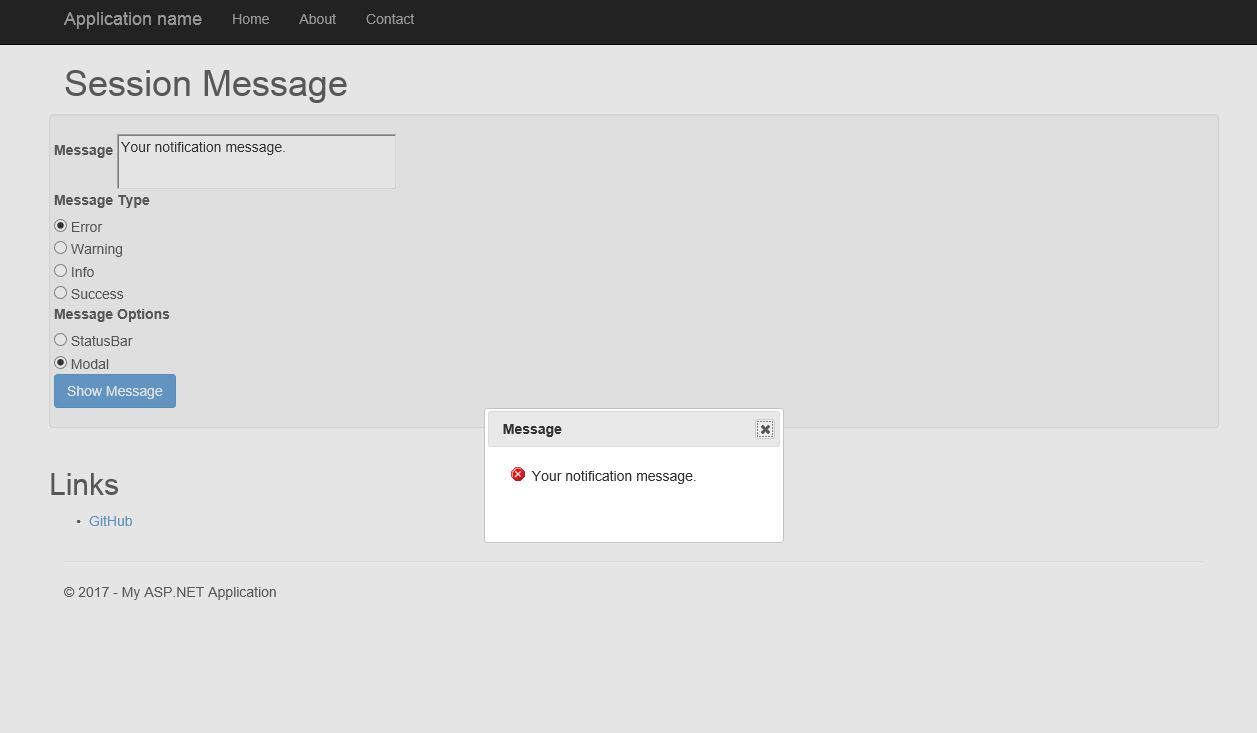 Application name Home About Contact
Session Message
Message Your notification message.
Message Type
Error
Warning
Info
Success
Message Options
StatusBar
Modal
Show Message
Message
Your notification message.
Links
• GitHub
© 2017 - My ASP.NET Application